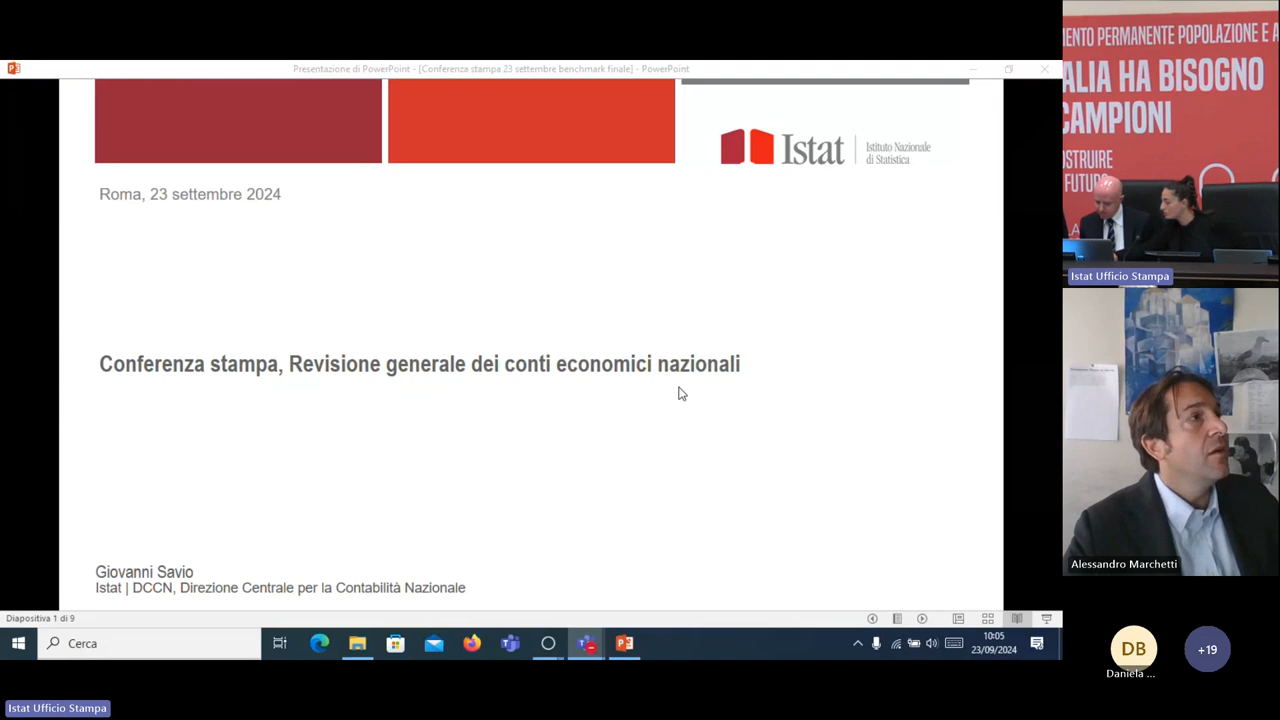 Presentazione di PowerPoint - [Conferenza stampa 23 settembre benchmark finale] - PowerPoint
Istat
Istituto Nazionale
di Statistica
Roma, 23 settembre 2024
Conferenza stampa, Revisione generale dei conti economici nazionali
Giovanni Savio
Istat | DCCN, Direzione Centrale per la Contabilità Nazionale
Diapositiva 1 di 9
Cerca
10:05
23/09/2024
Istat Ufficio Stampa
MENTO PERMANENTE POPOLAZIONE E A
ALIA HA BISOGNO
CAMPIONI
OSTRUIRE
FUTURO
Istat Ufficio Stampa
Alessandro Marchetti
DB
Daniela ...
+19